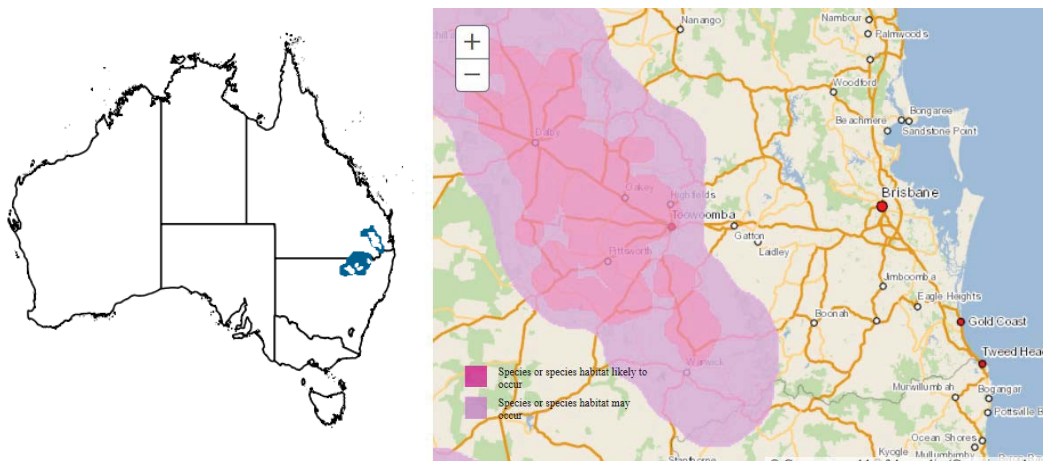 Nanango
Nambour
Palmwoods
Woodford
Bongaree
Beachmere
Sandstone Point
+
−
Dalby
Oakey
Highfields
Brisbane
Toowoomba
Gatton
Laidley
Pittsworth
Jimboomba
Eagle Heights
Boonah
Gold Coast
Warwick
Tweed Head
Species or species habitat likely to
occur
Species or species habitat may
occur
Murwillumbah
Bogangar
Pottsville B
Ocean Shores
Kyogle
Mullumbimby
Stanthorpe